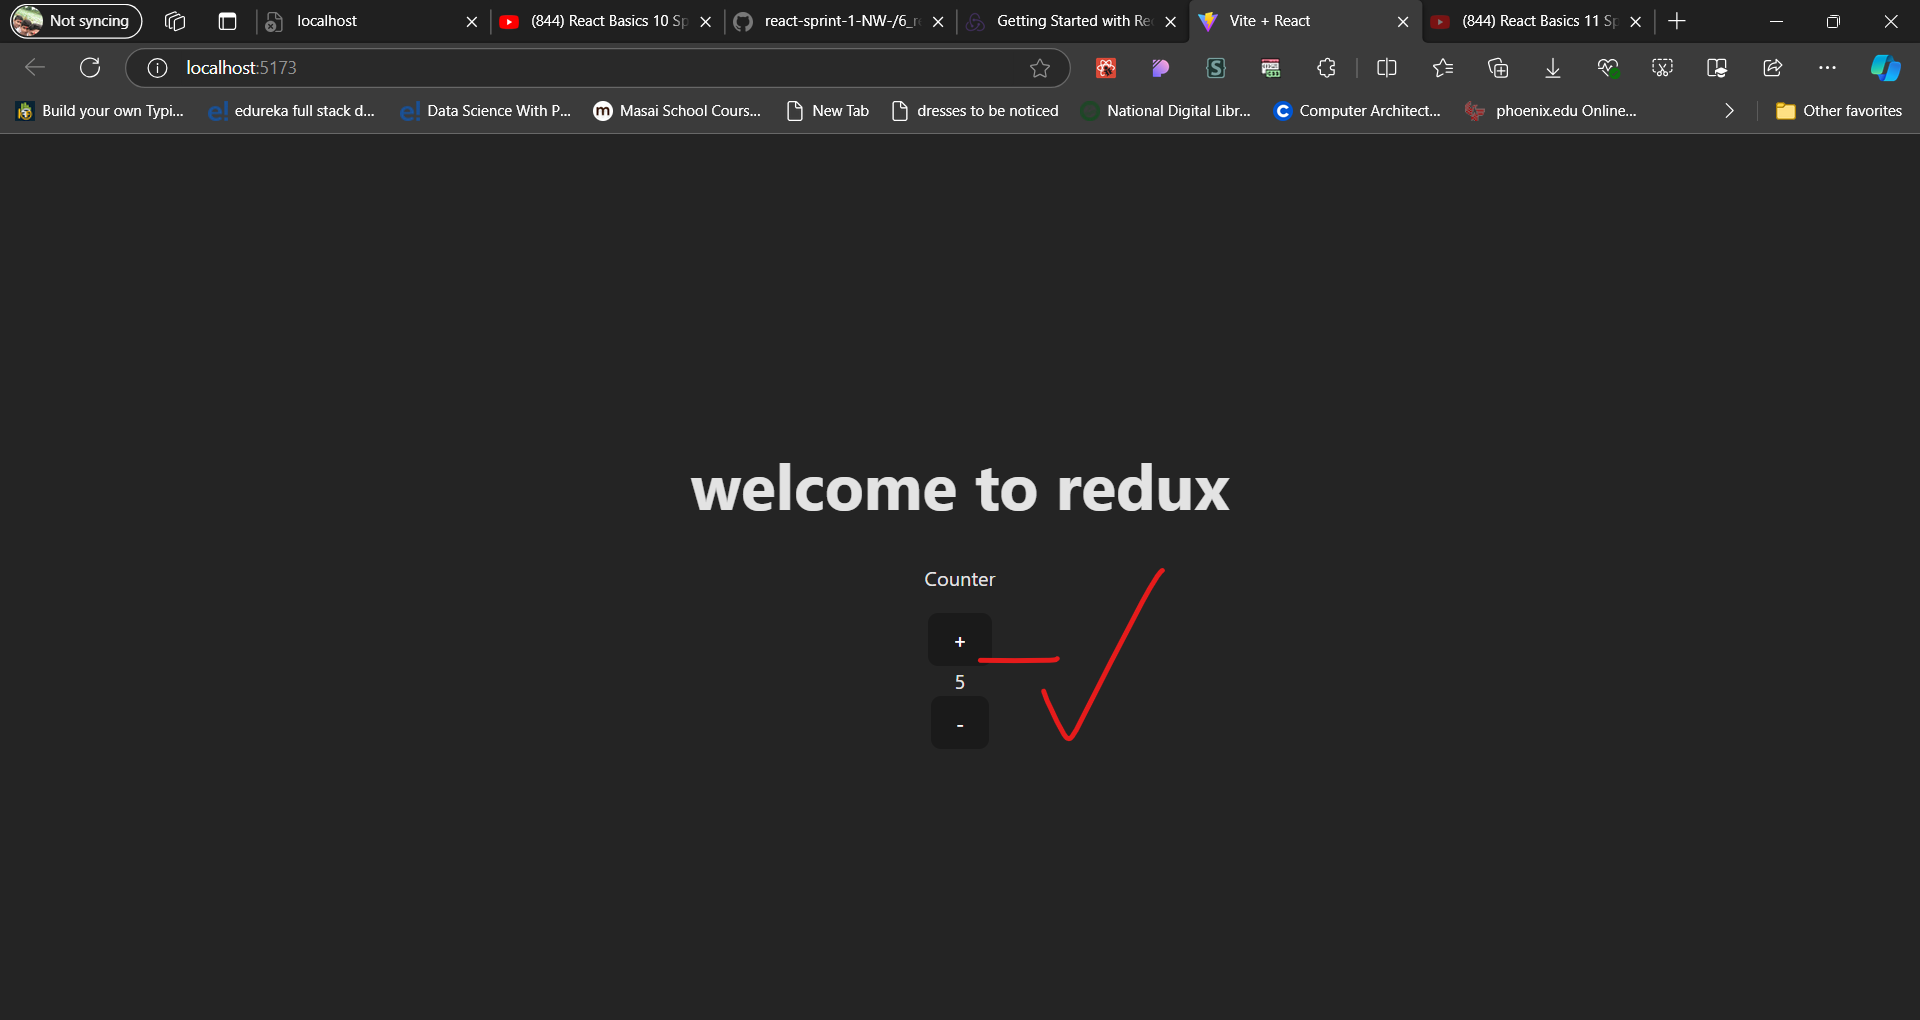 Not syncing
localhost
(844) React Basics 10 Sp
react-sprint-1-NW-/6_r
Getting Started with Re
Vite + React
(844) React Basics 11 Sp
localhost:5173
Build your own Typi...
edureka full stack d...
Data Science With P...
Masai School Cours...
New Tab
dresses to be noticed
National Digital Libr...
Computer Architect...
phoenix.edu Online...
Other favorites
welcome to redux
Counter
+
5
-